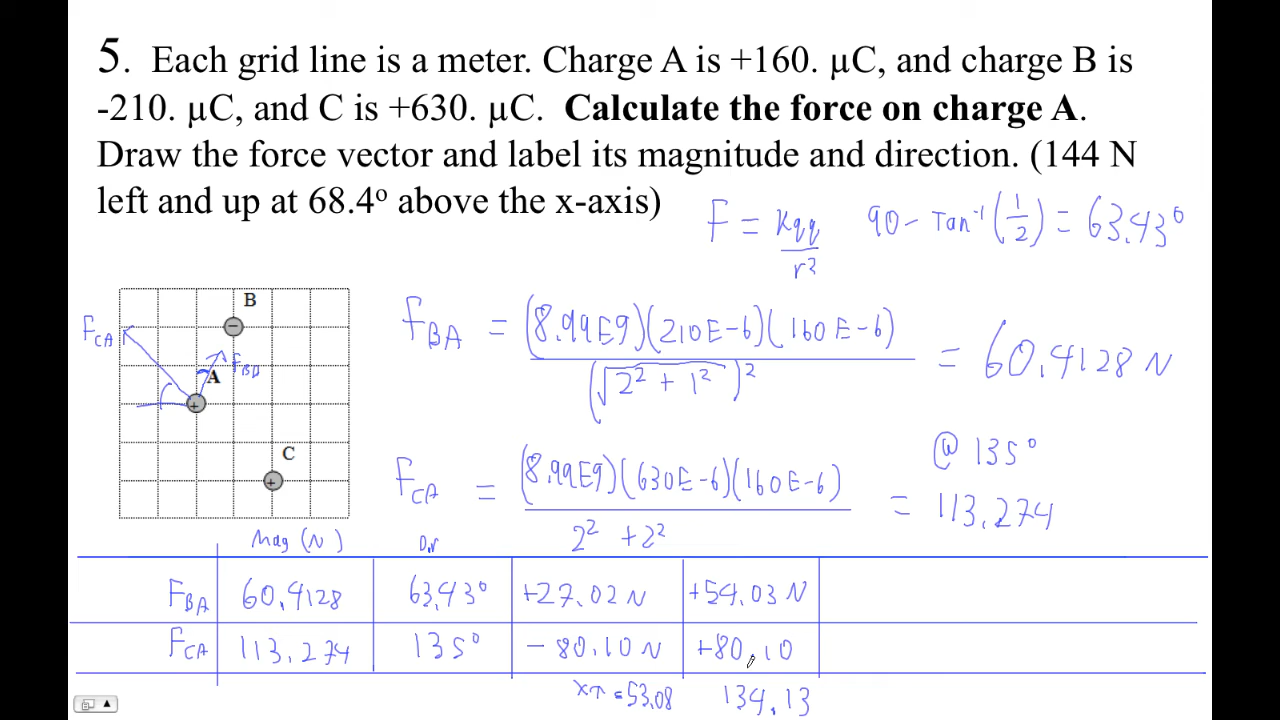 5. Each grid line is a meter. Charge A is +160. µC, and charge B is
-210. µC, and C is +630. µC. Calculate the force on charge A.
Draw the force vector and label its magnitude and direction. (144 N
left and up at 68.4° above the x-axis)
F = kqq/r² 90 - Tan⁻¹(1/2) = 63.43°
B
−
F_CA
F_BA
A
+
C
+
F_BA = (8.99E9)(210E-6)(160E-6)/(√2² + 1²)² = 60.4128 N
F_CA = (8.99E9)(630E-6)(160E-6)/2² + 2² = 113.274
@ 135°
Mag (N) Dir
F_BA 60.4128 63.43° +27.02 N +54.03 N
F_CA 113.274 135° - 80.10 N +80.10
= 53.08 134.13